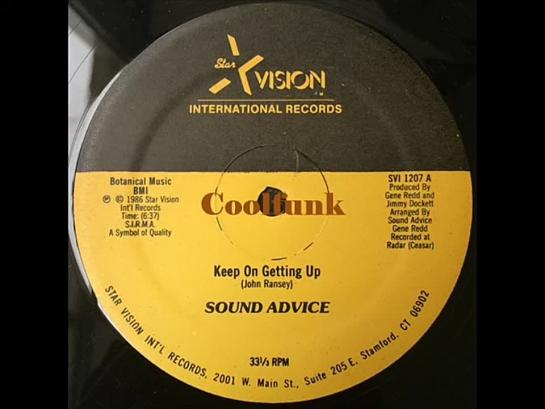 Star
VISION
INTERNATIONAL RECORDS
Botanical Music
BMI
℗ © 1986 Star Vision
Int'l Records
Time: (6:37)
S.I.R.M.A.
A Symbol of Quality
SVI 1207 A
Produced By
Gene Redd and
Jimmy Dockett
Arranged By
Sound Advice
Gene Redd
Recorded at
Radar (Ceasar)
Coolfunk
Keep On Getting Up
(John Ransey)
SOUND ADVICE
33⅓ RPM
STAR VISION INT'L RECORDS, 2001 W. Main St., Suite 205 E. Stamford, CT 06902